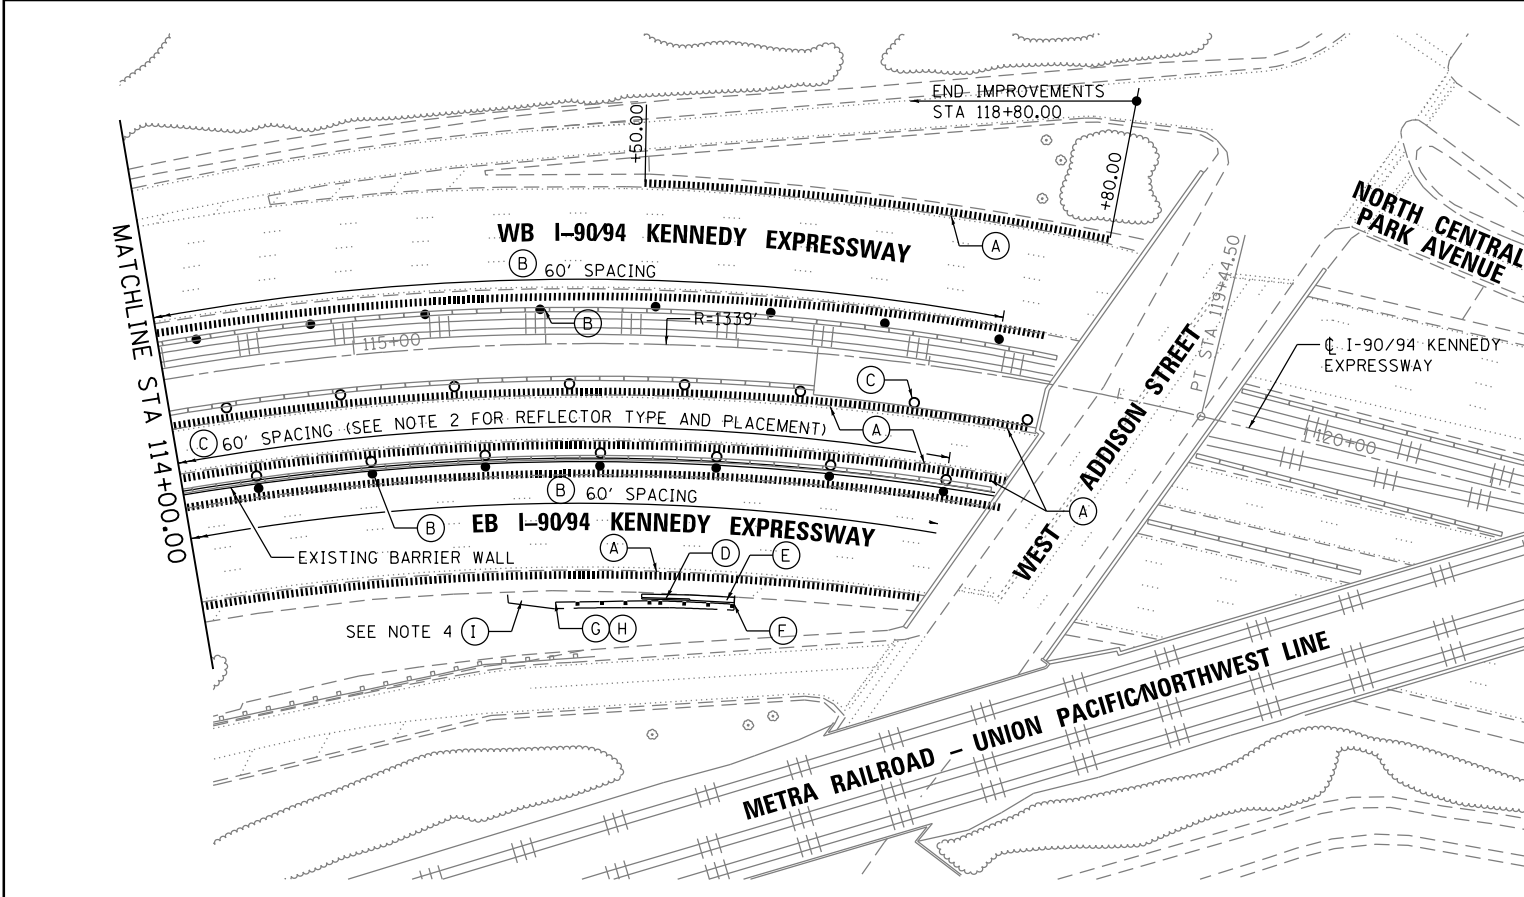 END IMPROVEMENTS
STA 118+80.00
+50.00
+80.00
NORTH CENTRAL
PARK AVENUE
A
WB I-90/94 KENNEDY EXPRESSWAY
B 60' SPACING
MATCHLINE STA 114+00.00
B
R=1339'
115+00
PT STA 119+44.50
℄ I-90/94 KENNEDY
EXPRESSWAY
C
WEST ADDISON STREET
C 60' SPACING (SEE NOTE 2 FOR REFLECTOR TYPE AND PLACEMENT)
A
120+00
B 60' SPACING
A
B
EB I-90/94 KENNEDY EXPRESSWAY
EXISTING BARRIER WALL
A
D
E
SEE NOTE 4 I
G H
F
METRA RAILROAD - UNION PACIFIC/NORTHWEST LINE